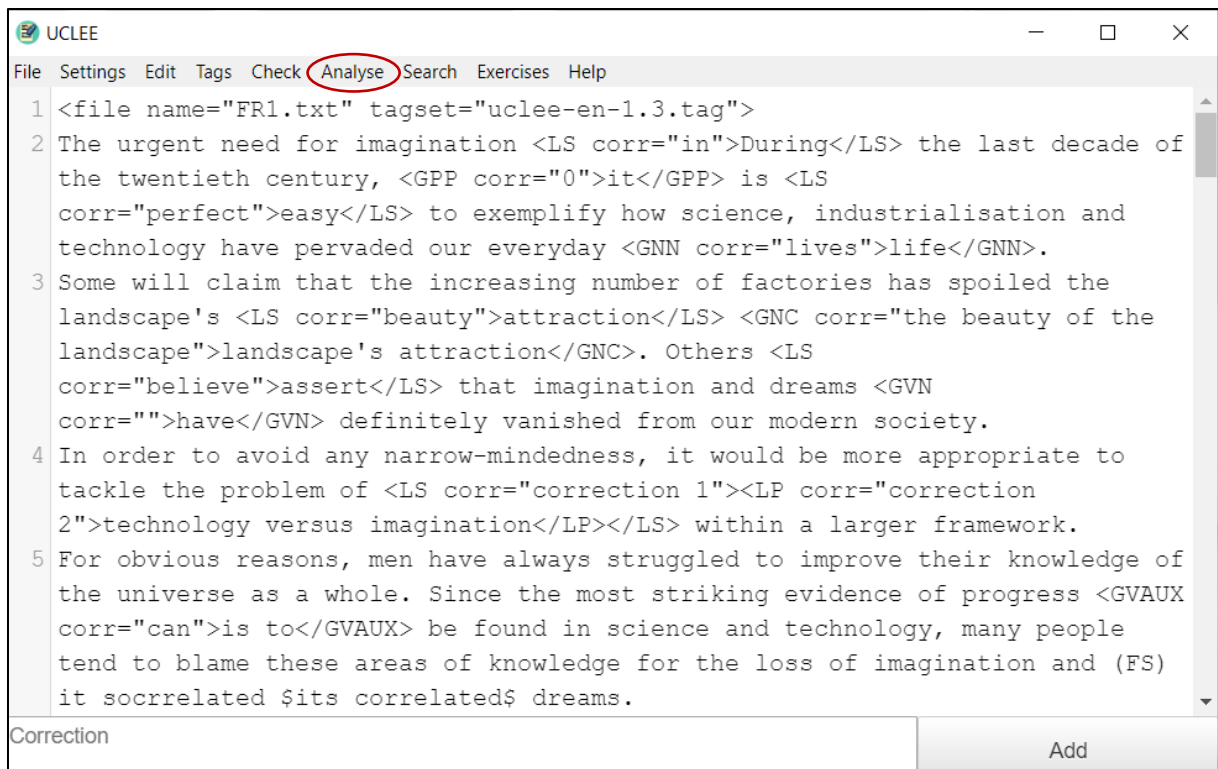 UCLEE
File Settings Edit Tags Check Analyse Search Exercises Help
1 <file name="FR1.txt" tagset="uclee-en-1.3.tag">
2 The urgent need for imagination <LS corr="in">During</LS> the last decade of
the twentieth century, <GPP corr="0">it</GPP> is <LS
corr="perfect">easy</LS> to exemplify how science, industrialisation and
technology have pervaded our everyday <GNN corr="lives">life</GNN>.
3 Some will claim that the increasing number of factories has spoiled the
landscape's <LS corr="beauty">attraction</LS> <GNC corr="the beauty of the
landscape">landscape's attraction</GNC>. Others <LS
corr="believe">assert</LS> that imagination and dreams <GVN
corr="">have</GVN> definitely vanished from our modern society.
4 In order to avoid any narrow-mindedness, it would be more appropriate to
tackle the problem of <LS corr="correction 1"><LP corr="correction
2">technology versus imagination</LP></LS> within a larger framework.
5 For obvious reasons, men have always struggled to improve their knowledge of
the universe as a whole. Since the most striking evidence of progress <GVAUX
corr="can">is to</GVAUX> be found in science and technology, many people
tend to blame these areas of knowledge for the loss of imagination and (FS)
it socrrelated $its correlated$ dreams.
Correction
Add